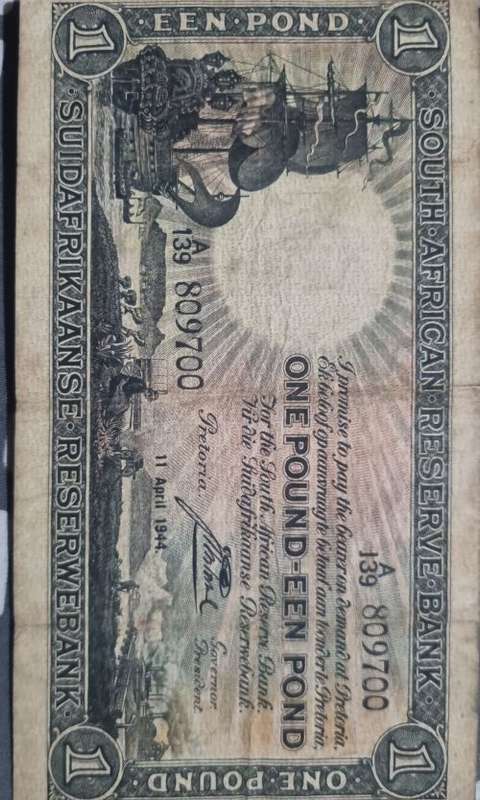 1 · SOUTH · AFRICAN · RESERVE · BANK · 1
· EEN · POND ·
· ONE · POUND ·
A
139 809700
I promise to pay the bearer on demand at Pretoria.
Ek beloof op aanvraag te betaal aan toonder te Pretoria,
ONE POUND-EEN POND
For the South African Reserve Bank.
Vir die Suidafrikaanse Reserwebank.
A
139 809700
Pretoria.
Governor
President.
11 April 1944.
1 · SUIDAFRIKAANSE · RESERWEBANK · 1